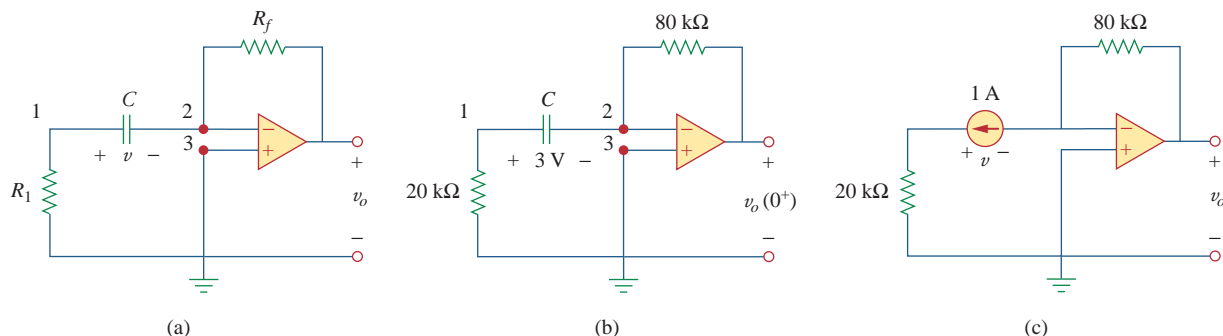 R_f
1
C
2
3
−
+
+ v −
R_1
+
v_o
−
(a)
80 kΩ
1
C
2
3
−
+
+ 3 V −
20 kΩ
+
v_o (0⁺)
−
(b)
80 kΩ
1 A
−
+
+ v −
20 kΩ
+
v_o
−
(c)